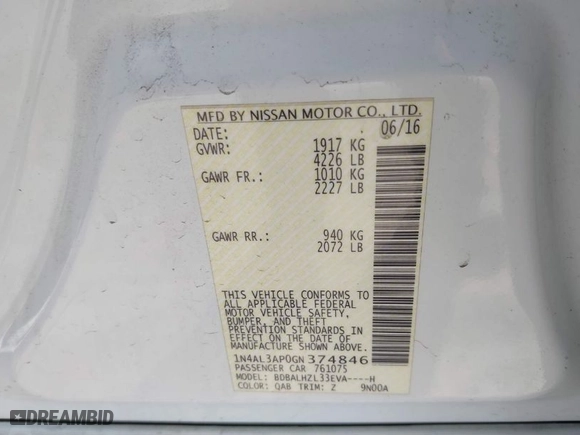 MFD BY NISSAN MOTOR CO., LTD.
DATE: 06/16
GVWR: 1917 KG
4226 LB
GAWR FR.: 1010 KG
2227 LB
GAWR RR.: 940 KG
2072 LB
THIS VEHICLE CONFORMS TO
ALL APPLICABLE FEDERAL
MOTOR VEHICLE SAFETY,
BUMPER, AND THEFT
PREVENTION STANDARDS IN
EFFECT ON THE DATE OF
MANUFACTURE SHOWN ABOVE.
1N4AL3AP0GN374846
PASSENGER CAR 761075
MODEL: BDBALHZL33EVA----H
COLOR: QAB TRIM: Z 9N00A
DREAMBID